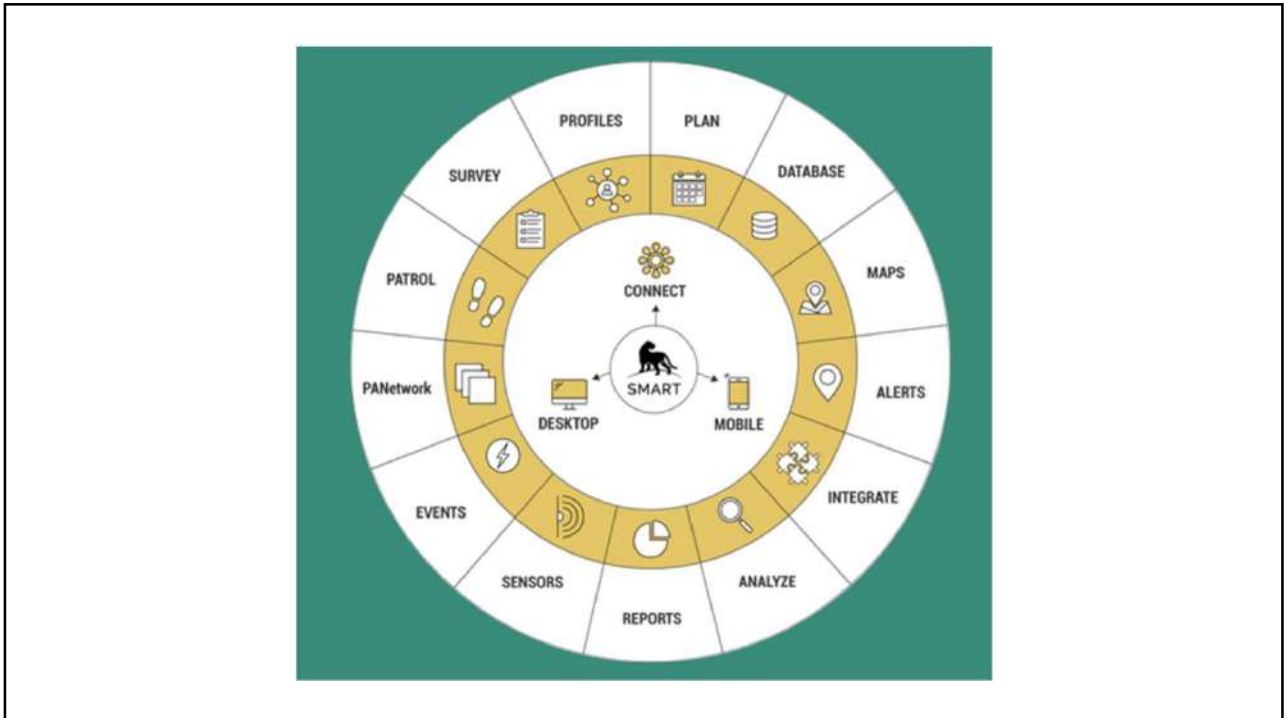 PROFILES
PLAN
DATABASE
MAPS
ALERTS
INTEGRATE
ANALYZE
REPORTS
SENSORS
EVENTS
PANetwork
PATROL
SURVEY
CONNECT
SMART
DESKTOP
MOBILE